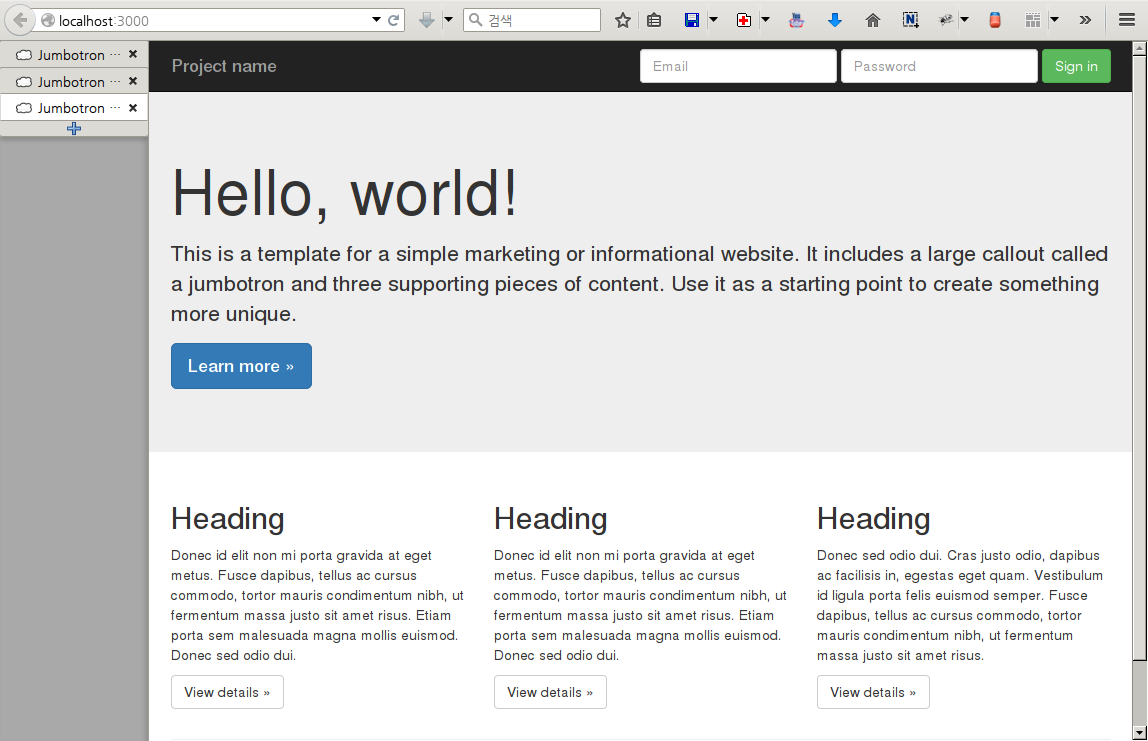 localhost:3000
검색
Jumbotron ···
Jumbotron ···
Jumbotron ···
Project name
Email
Password
Sign in
Hello, world!
This is a template for a simple marketing or informational website. It includes a large callout called
a jumbotron and three supporting pieces of content. Use it as a starting point to create something
more unique.
Learn more »
Heading
Donec id elit non mi porta gravida at eget
metus. Fusce dapibus, tellus ac cursus
commodo, tortor mauris condimentum nibh, ut
fermentum massa justo sit amet risus. Etiam
porta sem malesuada magna mollis euismod.
Donec sed odio dui.
View details »
Heading
Donec id elit non mi porta gravida at eget
metus. Fusce dapibus, tellus ac cursus
commodo, tortor mauris condimentum nibh, ut
fermentum massa justo sit amet risus. Etiam
porta sem malesuada magna mollis euismod.
Donec sed odio dui.
View details »
Heading
Donec sed odio dui. Cras justo odio, dapibus
ac facilisis in, egestas eget quam. Vestibulum
id ligula porta felis euismod semper. Fusce
dapibus, tellus ac cursus commodo, tortor
mauris condimentum nibh, ut fermentum
massa justo sit amet risus.
View details »